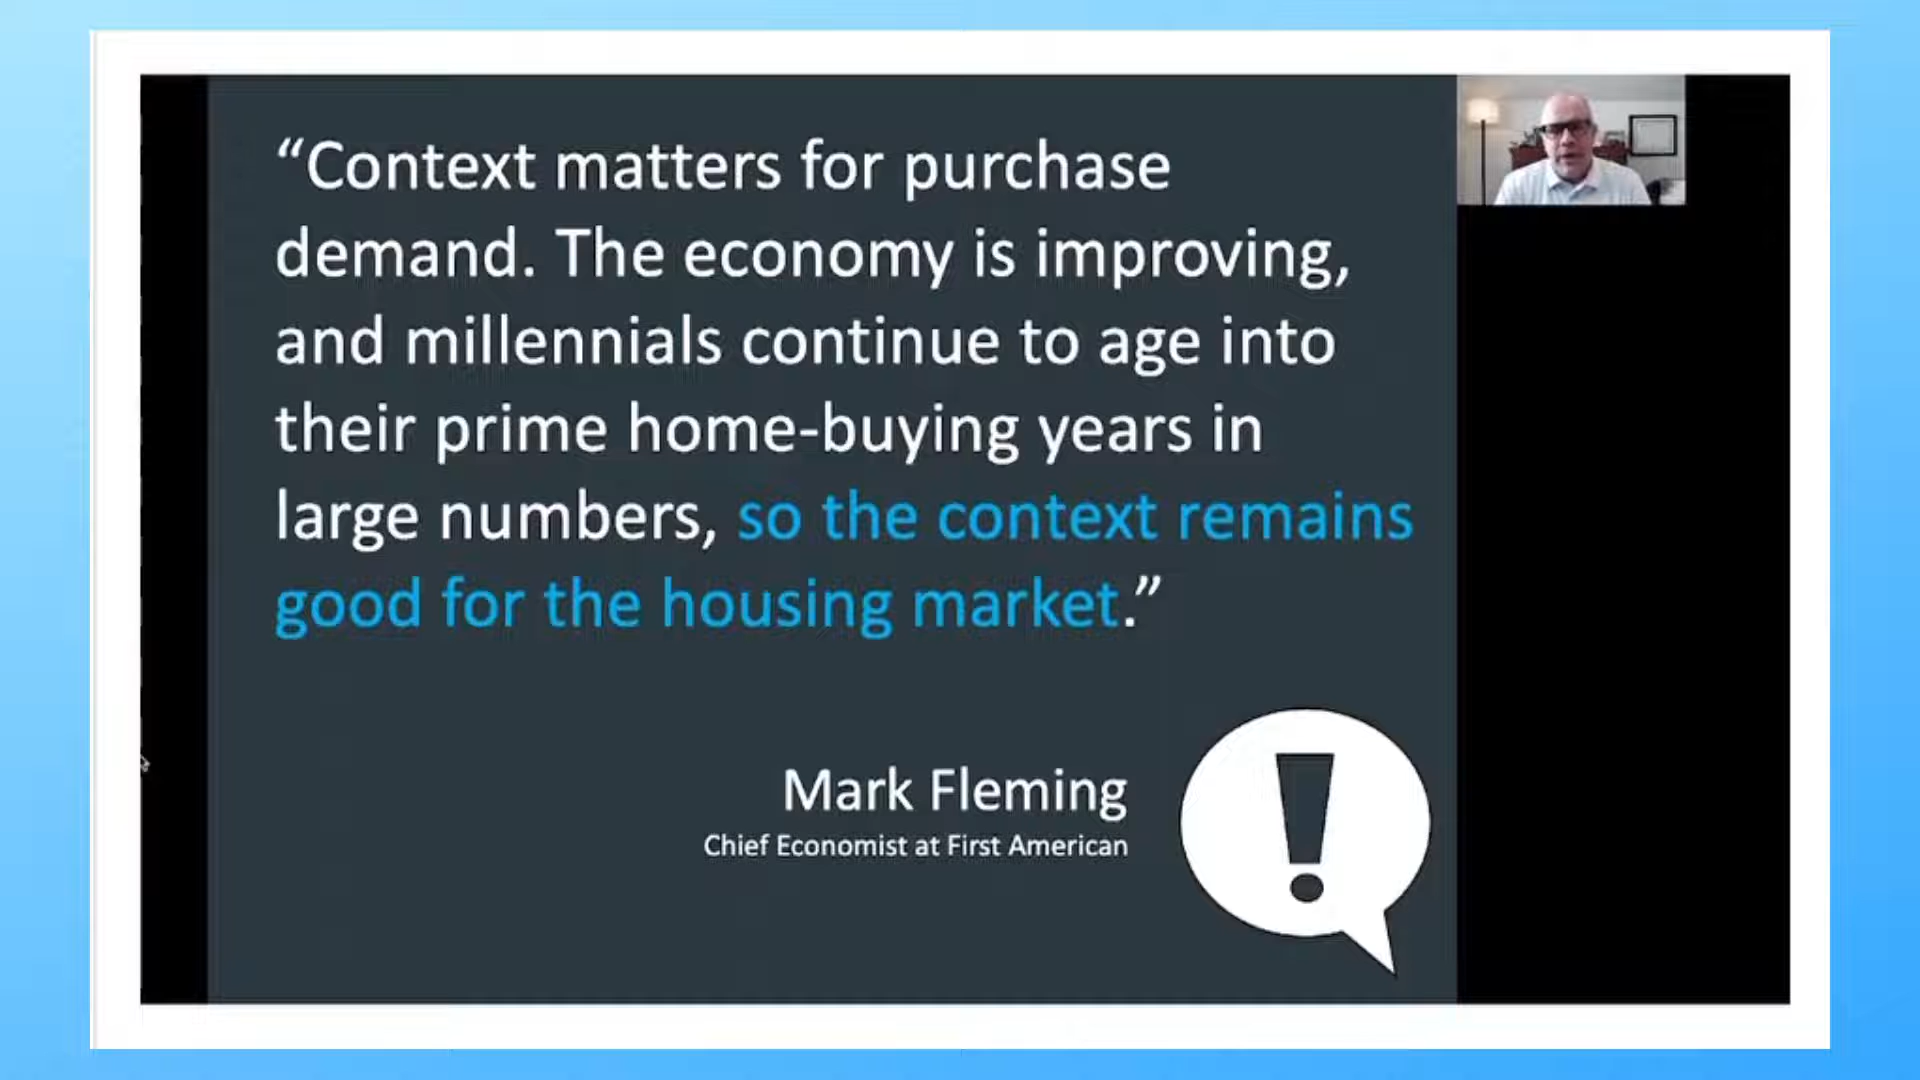 “Context matters for purchase
demand. The economy is improving,
and millennials continue to age into
their prime home-buying years in
large numbers, so the context remains
good for the housing market.”
Mark Fleming
Chief Economist at First American